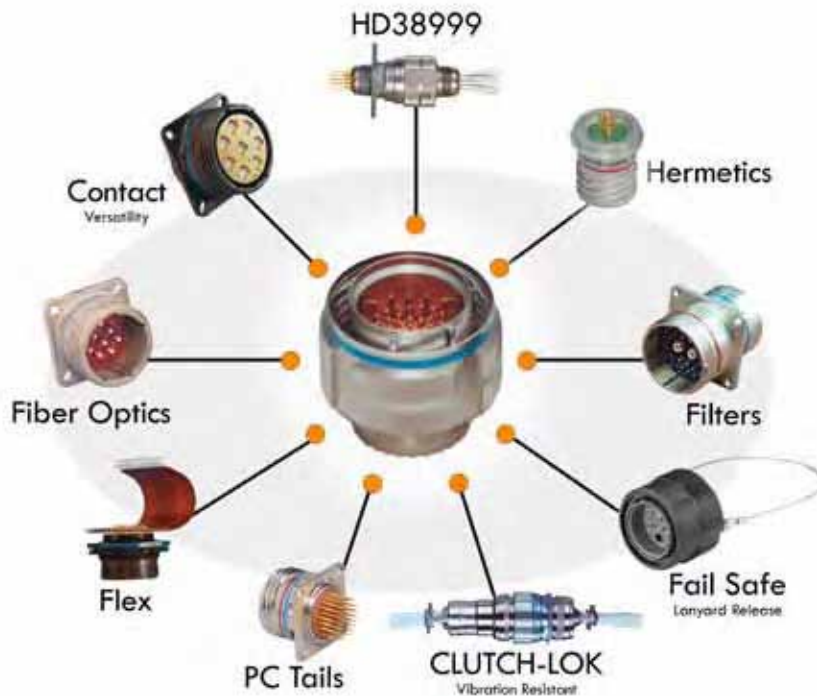 HD38999
Contact
Versatility
Hermetics
Fiber Optics
Filters
Flex
Fail Safe
Lanyard Release
PC Tails
CLUTCH-LOK
Vibration Resistant